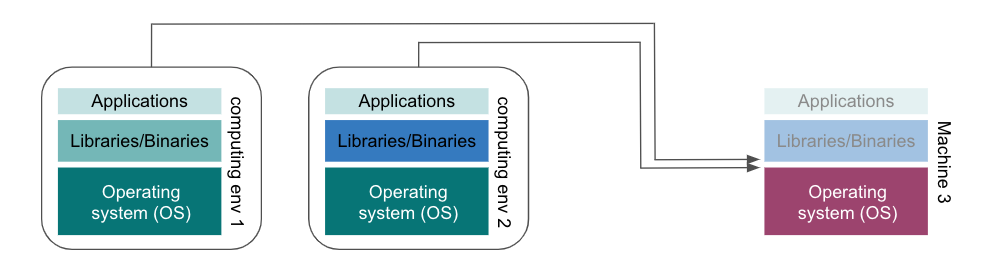 Applications
Libraries/Binaries
Operating
system (OS)
computing env 1
Applications
Libraries/Binaries
Operating
system (OS)
computing env 2
Applications
Libraries/Binaries
Operating
system (OS)
Machine 3